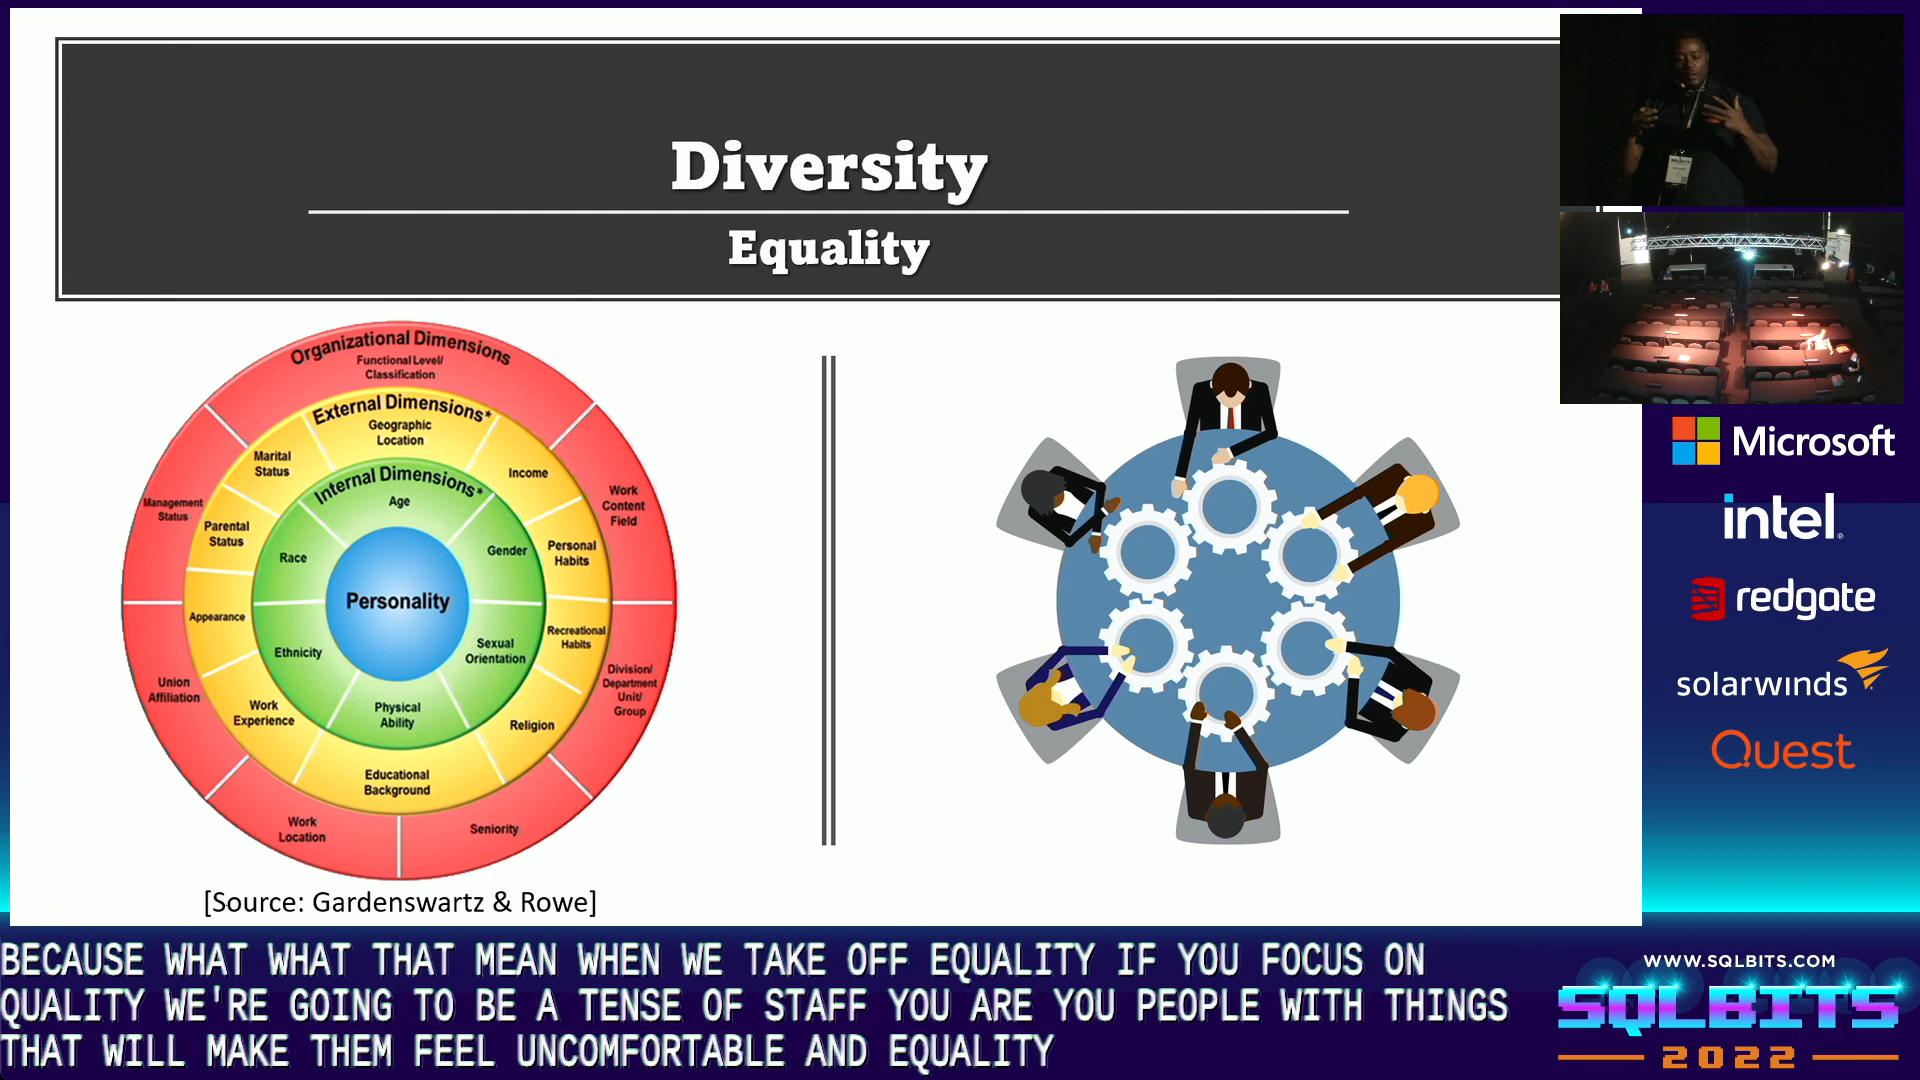 Diversity
Equality
Organizational Dimensions
Functional Level/
Classification
External Dimensions*
Geographic
Location
Marital
Status
Income
Internal Dimensions*
Age
Management
Status
Work
Content
Field
Parental
Status
Race
Gender
Personal
Habits
Personality
Appearance
Ethnicity
Sexual
Orientation
Recreational
Habits
Union
Affiliation
Division/
Department
Unit/
Group
Work
Experience
Physical
Ability
Religion
Educational
Background
Work
Location
Seniority
[Source: Gardenswartz & Rowe]
Microsoft
intel.
redgate
solarwinds
Quest
BECAUSE WHAT WHAT THAT MEAN WHEN WE TAKE OFF EQUALITY IF YOU FOCUS ON
QUALITY WE'RE GOING TO BE A TENSE OF STAFF YOU ARE YOU PEOPLE WITH THINGS
THAT WILL MAKE THEM FEEL UNCOMFORTABLE AND EQUALITY
WWW.SQLBITS.COM
SQLBITS
2022